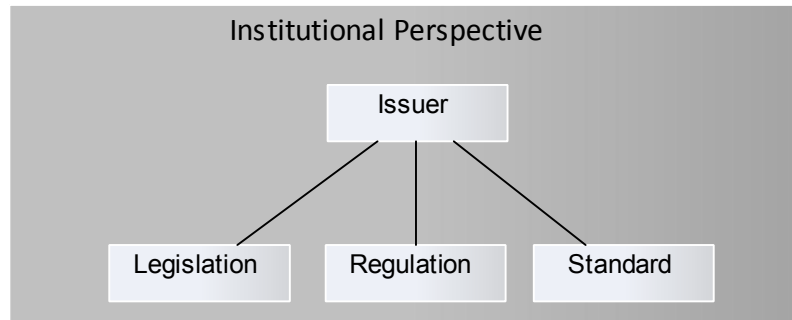 Institutional Perspective
Issuer
Legislation
Regulation
Standard